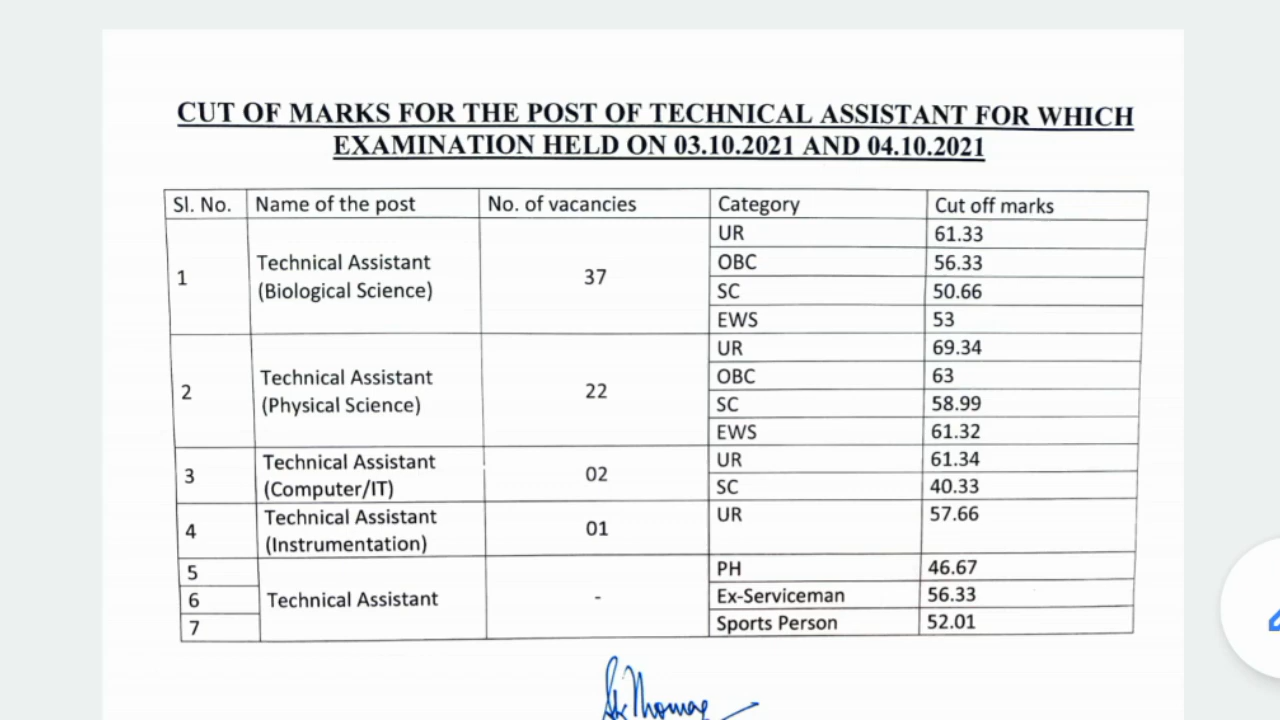 CUT OF MARKS FOR THE POST OF TECHNICAL ASSISTANT FOR WHICH
EXAMINATION HELD ON 03.10.2021 AND 04.10.2021
Sl. No. Name of the post No. of vacancies Category Cut off marks
1 Technical Assistant (Biological Science) 37 UR 61.33
OBC 56.33
SC 50.66
EWS 53
2 Technical Assistant (Physical Science) 22 UR 69.34
OBC 63
SC 58.99
EWS 61.32
3 Technical Assistant (Computer/IT) 02 UR 61.34
SC 40.33
4 Technical Assistant (Instrumentation) 01 UR 57.66
5 Technical Assistant - PH 46.67
6 Ex-Serviceman 56.33
7 Sports Person 52.01